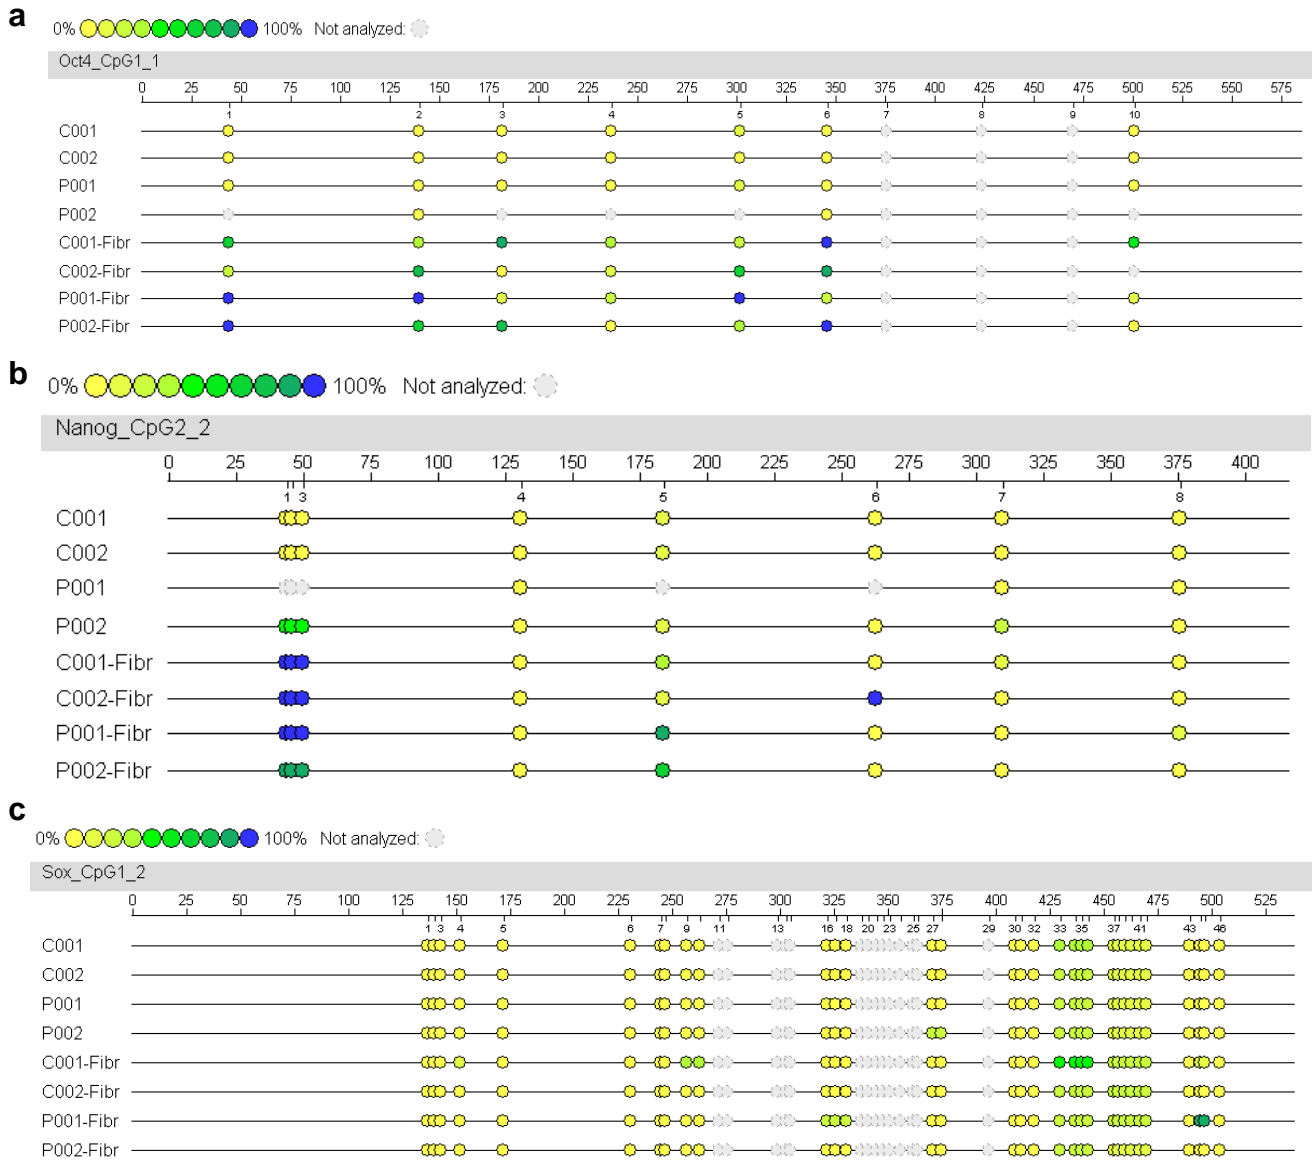 a
0% 100% Not analyzed:
Oct4_CpG1_1
0 25 50 75 100 125 150 175 200 225 250 275 300 325 350 375 400 425 450 475 500 525 550 575
1 2 3 4 5 6 7 8 9 10
C001
C002
P001
P002
C001-Fibr
C002-Fibr
P001-Fibr
P002-Fibr
b
0% 100% Not analyzed:
Nanog_CpG2_2
0 25 50 75 100 125 150 175 200 225 250 275 300 325 350 375 400
1 3 4 5 6 7 8
C001
C002
P001
P002
C001-Fibr
C002-Fibr
P001-Fibr
P002-Fibr
c
0% 100% Not analyzed:
Sox_CpG1_2
0 25 50 75 100 125 150 175 200 225 250 275 300 325 350 375 400 425 450 475 500 525
1 3 4 5 6 7 9 11 13 16 18 20 23 25 27 29 30 32 33 35 37 41 43 46
C001
C002
P001
P002
C001-Fibr
C002-Fibr
P001-Fibr
P002-Fibr